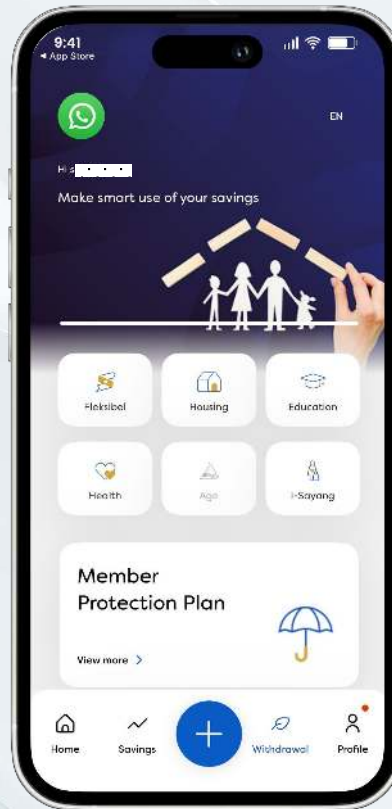 9:41
◀ App Store
EN
Hi s
Make smart use of your savings
Fleksibel Housing Education
Health Age i-Sayang
Member
Protection Plan
View more >
Home Savings Withdrawal Profile